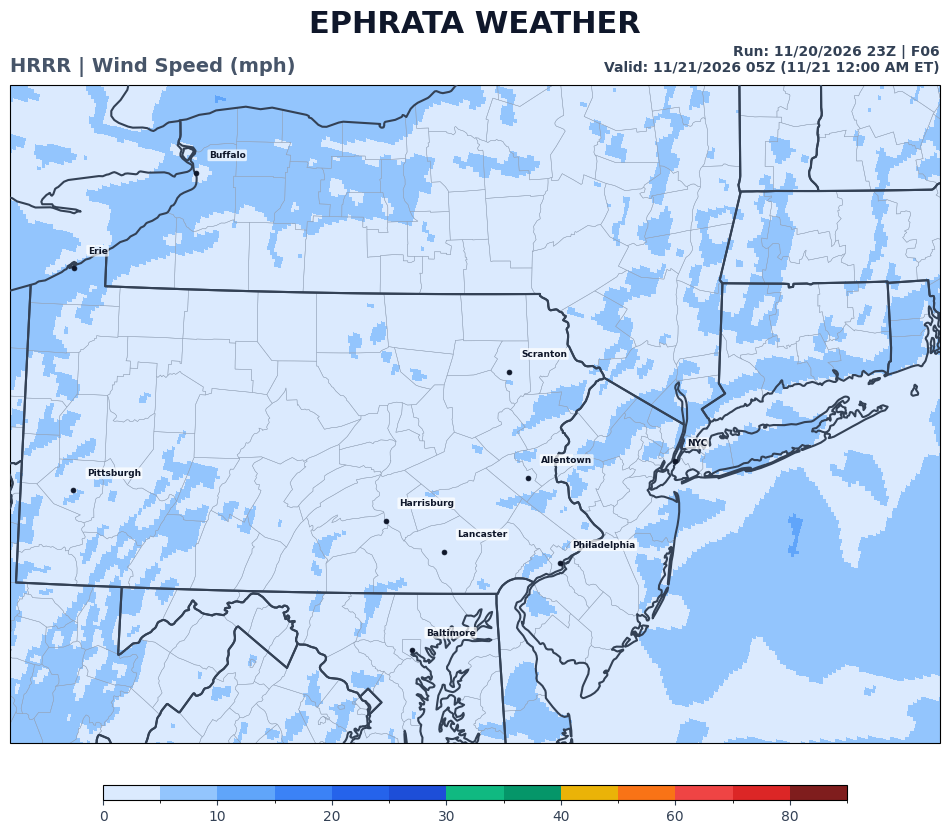 EPHRATA WEATHER
HRRR | Wind Speed (mph)
Run: 11/20/2026 23Z | F06
Valid: 11/21/2026 05Z (11/21 12:00 AM ET)
Buffalo
Erie
Scranton
NYC
Allentown
Pittsburgh
Harrisburg
Lancaster
Philadelphia
Baltimore
0 10 20 30 40 60 80